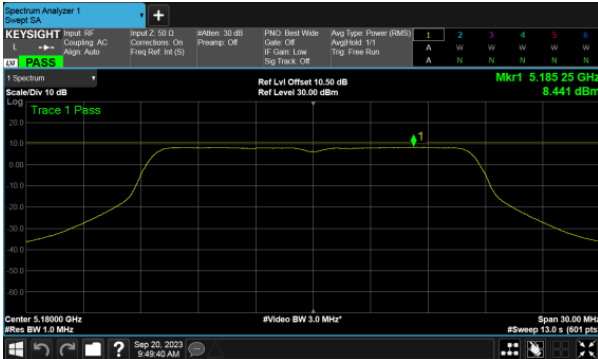 Spectrum Analyzer 1
Swept SA
+
KEYSIGHT Input: RF Input Z: 50 Ω #Atten: 30 dB PNO: Best Wide Avg Type: Power (RMS) 1 2 3 4 5 6
L Coupling: AC Corrections: On Preamp: Off Gate: Off Avg|Hold: 1/1 A W W W W W
Align: Auto Freq Ref: Int (S) IF Gain: Low Trig: Free Run
LXI PASS Sig Track: Off A N N N N N
1 Spectrum
Scale/Div 10 dB
Ref Lvl Offset 10.50 dB
Ref Level 30.00 dBm
Mkr1 5.185 25 GHz
8.441 dBm
Log
Trace 1 Pass
20.0
10.0
1
0.00
-10.0
-20.0
-30.0
-40.0
-50.0
-60.0
Center 5.18000 GHz #Video BW 3.0 MHz* Span 30.00 MHz
#Res BW 1.0 MHz #Sweep 13.0 s (601 pts)
? Sep 20, 2023
9:49:40 AM